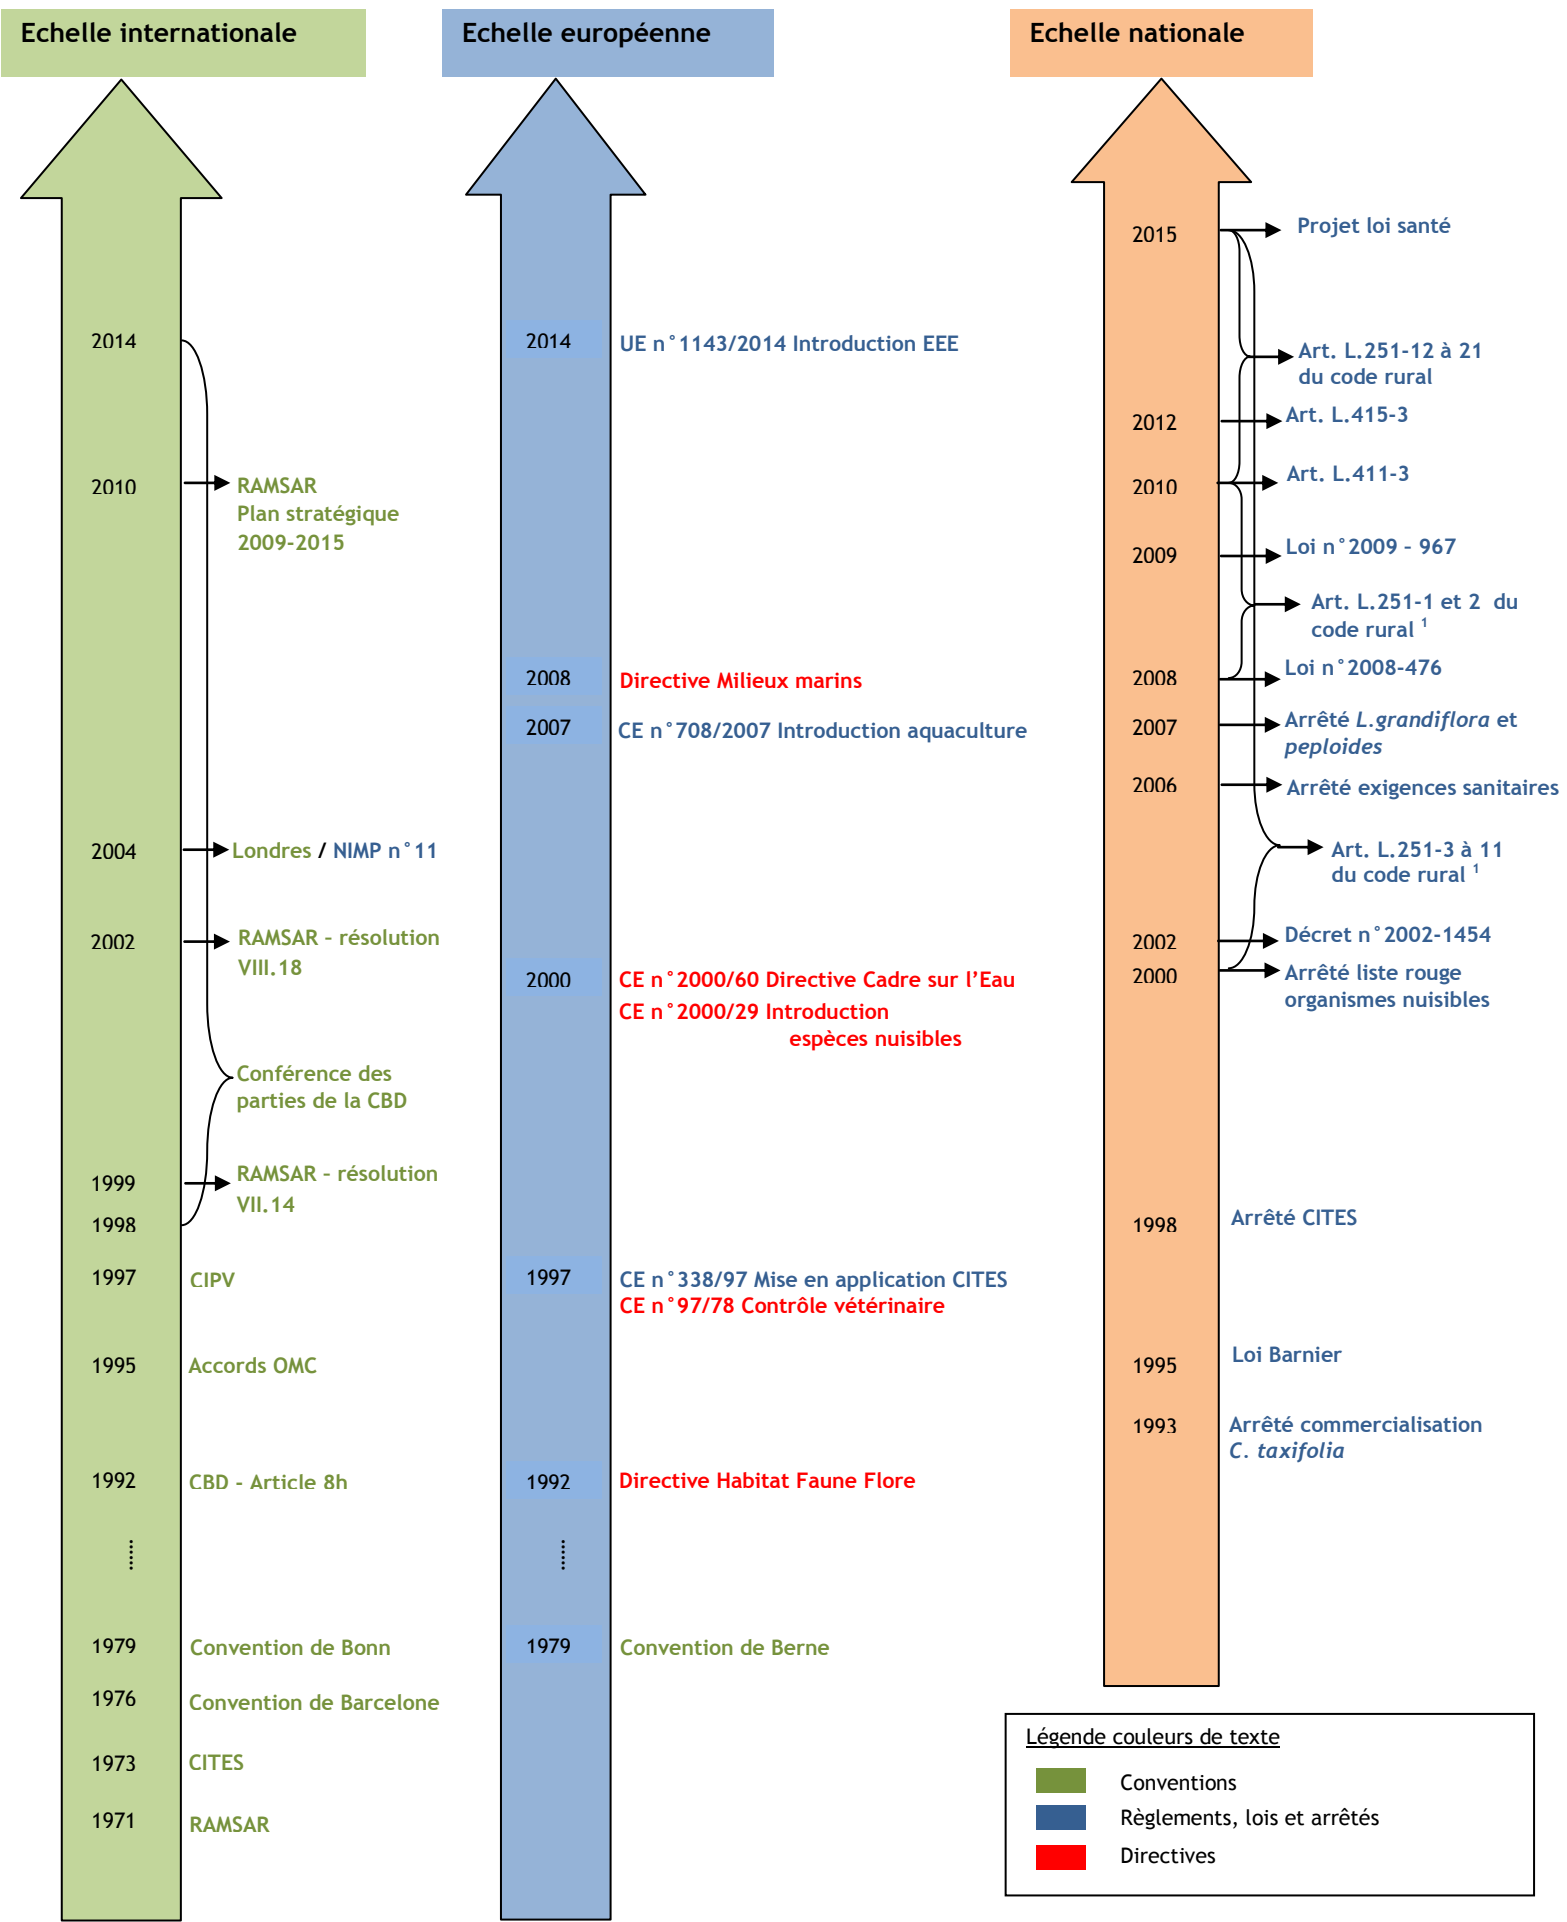 Echelle internationale
2014
2010
RAMSAR
Plan stratégique
2009-2015
2004
Londres / NIMP n°11
2002
RAMSAR – résolution
VIII.18
Conférence des
parties de la CBD
1999
RAMSAR – résolution
VII.14
1998
1997
CIPV
1995
Accords OMC
1992
CBD - Article 8h
1979
Convention de Bonn
1976
Convention de Barcelone
1973
CITES
1971
RAMSAR
Echelle européenne
2014
UE n°1143/2014 Introduction EEE
2008
Directive Milieux marins
2007
CE n°708/2007 Introduction aquaculture
2000
CE n°2000/60 Directive Cadre sur l’Eau
CE n°2000/29 Introduction
espèces nuisibles
1997
CE n°338/97 Mise en application CITES
CE n°97/78 Contrôle vétérinaire
1992
Directive Habitat Faune Flore
1979
Convention de Berne
Echelle nationale
2015
Projet loi santé
Art. L.251-12 à 21
du code rural
2012
Art. L.415-3
2010
Art. L.411-3
2009
Loi n°2009 – 967
Art. L.251-1 et 2 du
code rural ¹
2008
Loi n°2008-476
2007
Arrêté L.grandiflora et
peploides
2006
Arrêté exigences sanitaires
Art. L.251-3 à 11
du code rural ¹
2002
Décret n°2002-1454
2000
Arrêté liste rouge
organismes nuisibles
1998
Arrêté CITES
1995
Loi Barnier
1993
Arrêté commercialisation
C. taxifolia
Légende couleurs de texte
Conventions
Règlements, lois et arrêtés
Directives